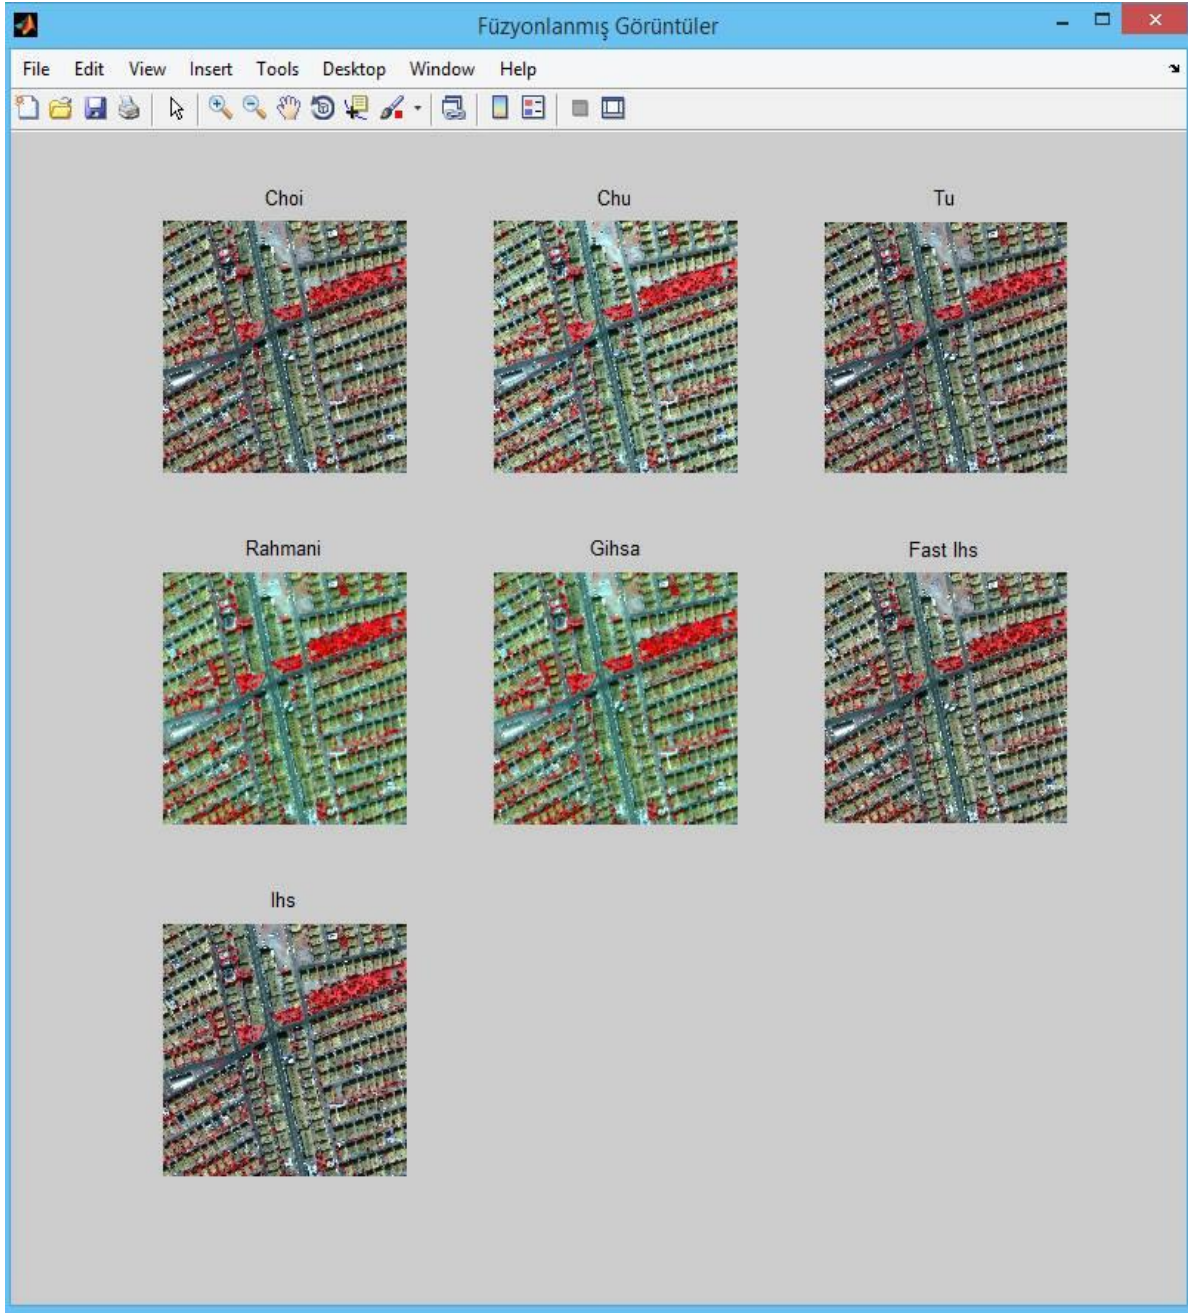 Füzyonlanmış Görüntüler
File Edit View Insert Tools Desktop Window Help
Choi Chu Tu
Rahmani Gihsa Fast Ihs
Ihs